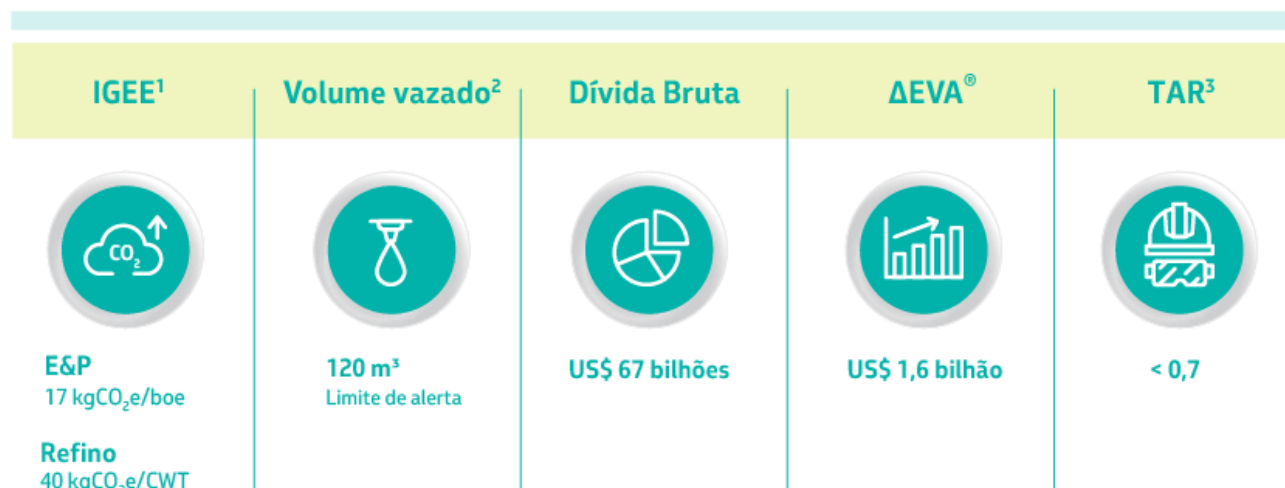 IGEE¹
Volume vazado²
Dívida Bruta
ΔEVA®
TAR³
CO₂
E&P
17 kgCO₂e/boe
Refino
40 kgCO₂e/CWT
120 m³
Limite de alerta
US$ 67 bilhões
US$ 1,6 bilhão
< 0,7